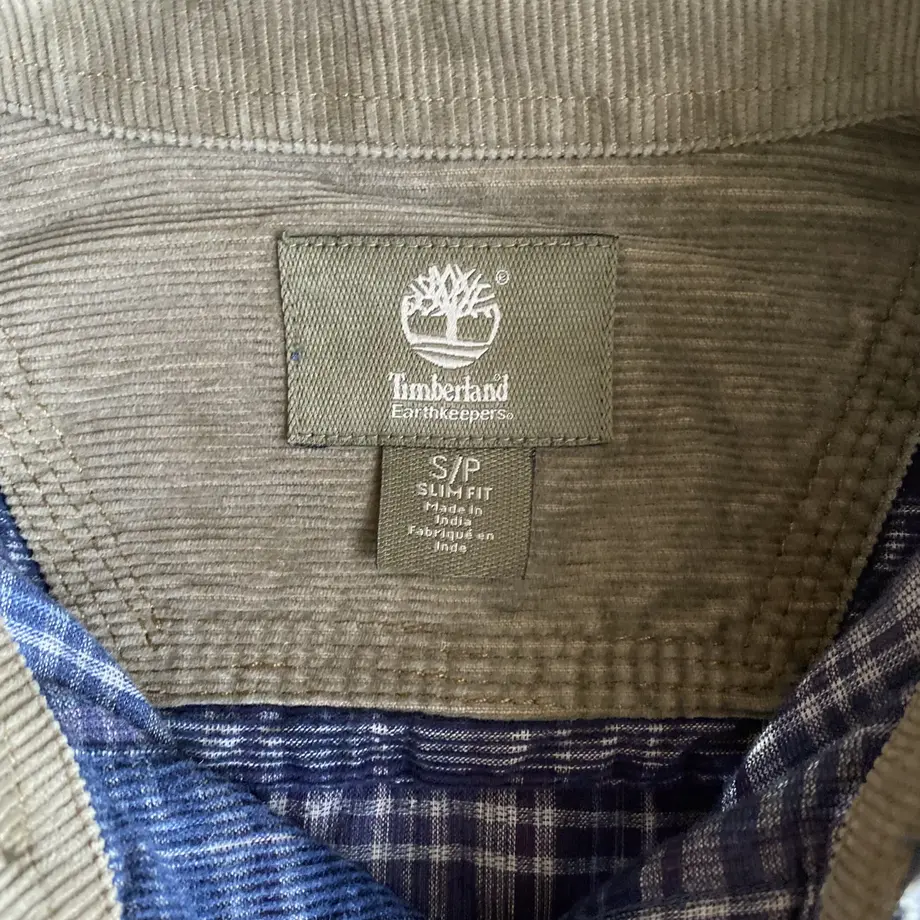 ®
Timberland®
Earthkeepers®
S/P
SLIM FIT
Made in
India
Fabriqué en
Inde